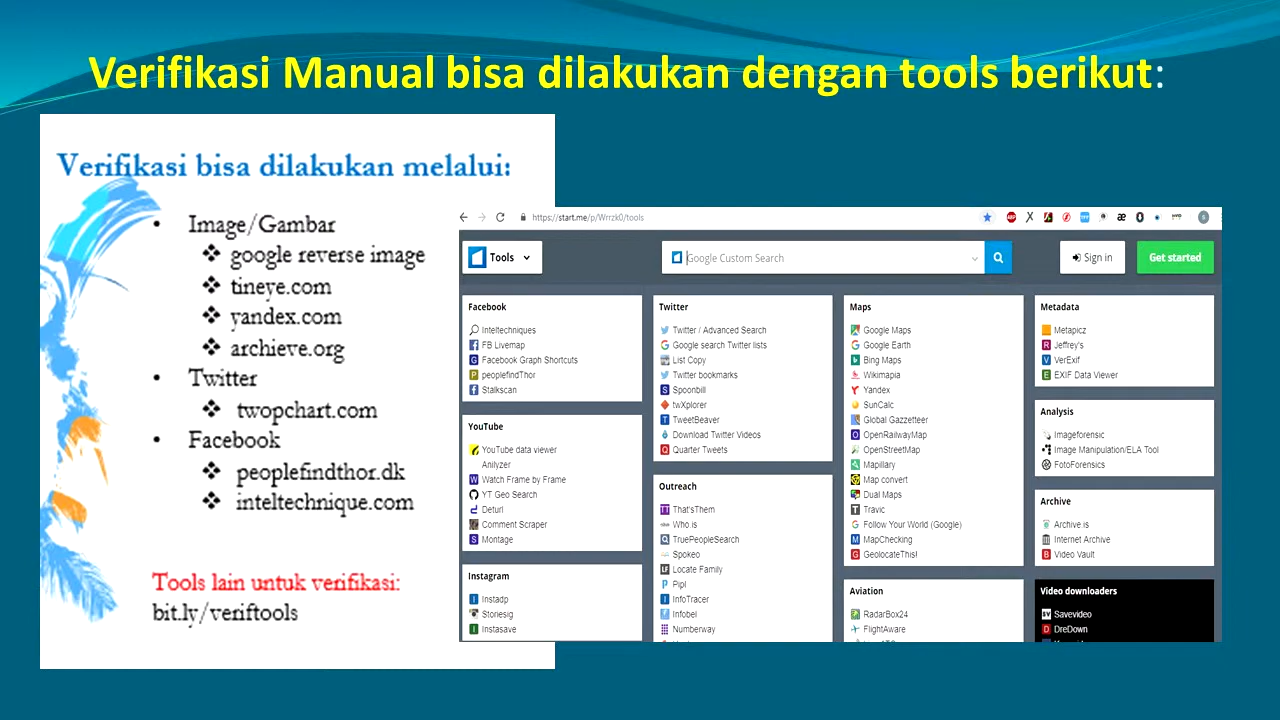 Verifikasi Manual bisa dilakukan dengan tools berikut:
Verifikasi bisa dilakukan melalui:
• Image/Gambar
❖ google reverse image
❖ tineye.com
❖ yandex.com
❖ archieve.org
• Twitter
❖ twopchart.com
• Facebook
❖ peoplefindthor.dk
❖ inteltechnique.com
Tools lain untuk verifikasi:
bit.ly/veriftools
https://start.me/p/Wrrzk0/tools
Tools
Google Custom Search
Sign in
Get started
Facebook
Inteltechniques
FB Livemap
Facebook Graph Shortcuts
peoplefindThor
Stalkscan
YouTube
YouTube data viewer
Anilyzer
Watch Frame by Frame
YT Geo Search
Deturl
Comment Scraper
Montage
Instagram
Instadp
Storiesig
Instasave
Twitter
Twitter / Advanced Search
Google search Twitter lists
List Copy
Twitter bookmarks
Spoonbill
twXplorer
TweetBeaver
Download Twitter Videos
Quarter Tweets
Outreach
That'sThem
Who is
TruePeopleSearch
Spokeo
Locate Family
Pipl
InfoTracer
Infobel
Numberway
Maps
Google Maps
Google Earth
Bing Maps
Wikimapia
Yandex
SunCalc
Global Gazzetteer
OpenRailwayMap
OpenStreetMap
Mapillary
Map convert
Dual Maps
Travic
Follow Your World (Google)
MapChecking
GeolocateThis!
Aviation
RadarBox24
FlightAware
Metadata
Metapicz
Jeffrey's
VerExif
EXIF Data Viewer
Analysis
Imageforensic
Image Manipulation/ELA Tool
FotoForensics
Archive
Archive is
Internet Archive
Video Vault
Video downloaders
Savevideo
DreDown